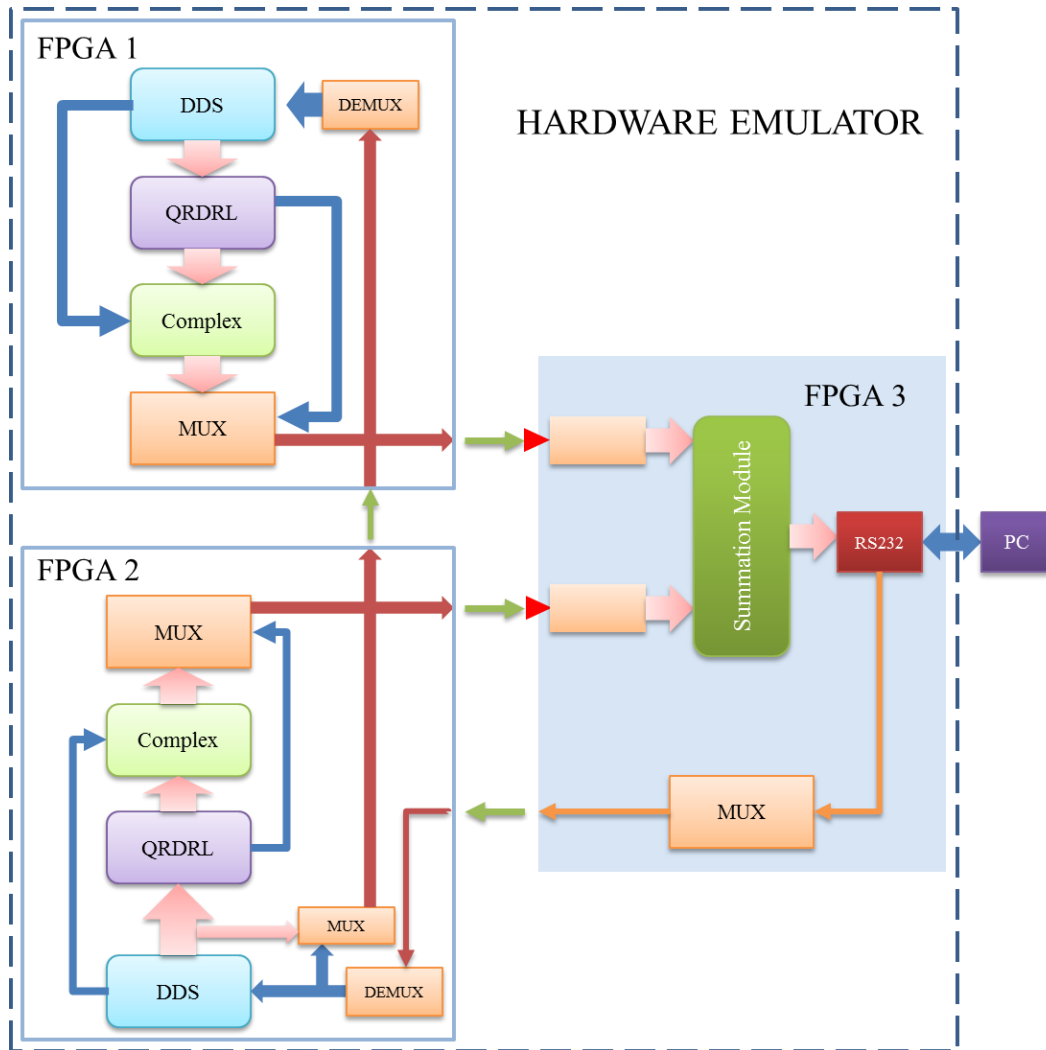 FPGA 1
DDS
DEMUX
HARDWARE EMULATOR
QRDRL
Complex
MUX
FPGA 3
Summation Module
RS232
PC
FPGA 2
MUX
Complex
QRDRL
MUX
MUX
DDS
DEMUX